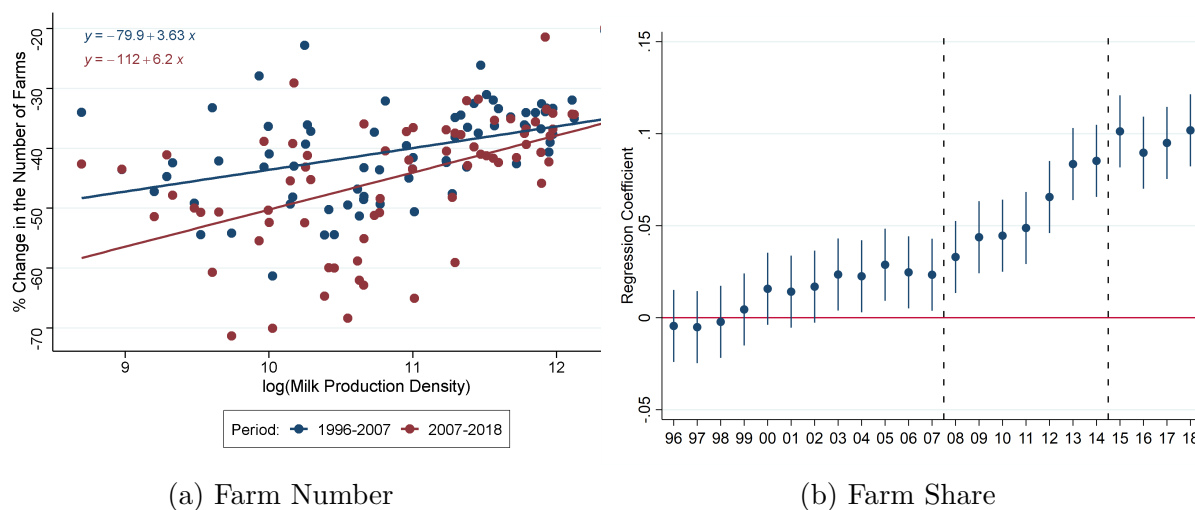 y = −79.9+3.63 x
y = −112+6.2 x
% Change in the Number of Farms
-20
-30
-40
-50
-60
-70
9 10 11 12
log(Milk Production Density)
Period: 1996-2007 2007-2018
(a) Farm Number
Regression Coefficient
.15
.1
.05
0
-.05
96 97 98 99 00 01 02 03 04 05 06 07 08 09 10 11 12 13 14 15 16 17 18
(b) Farm Share